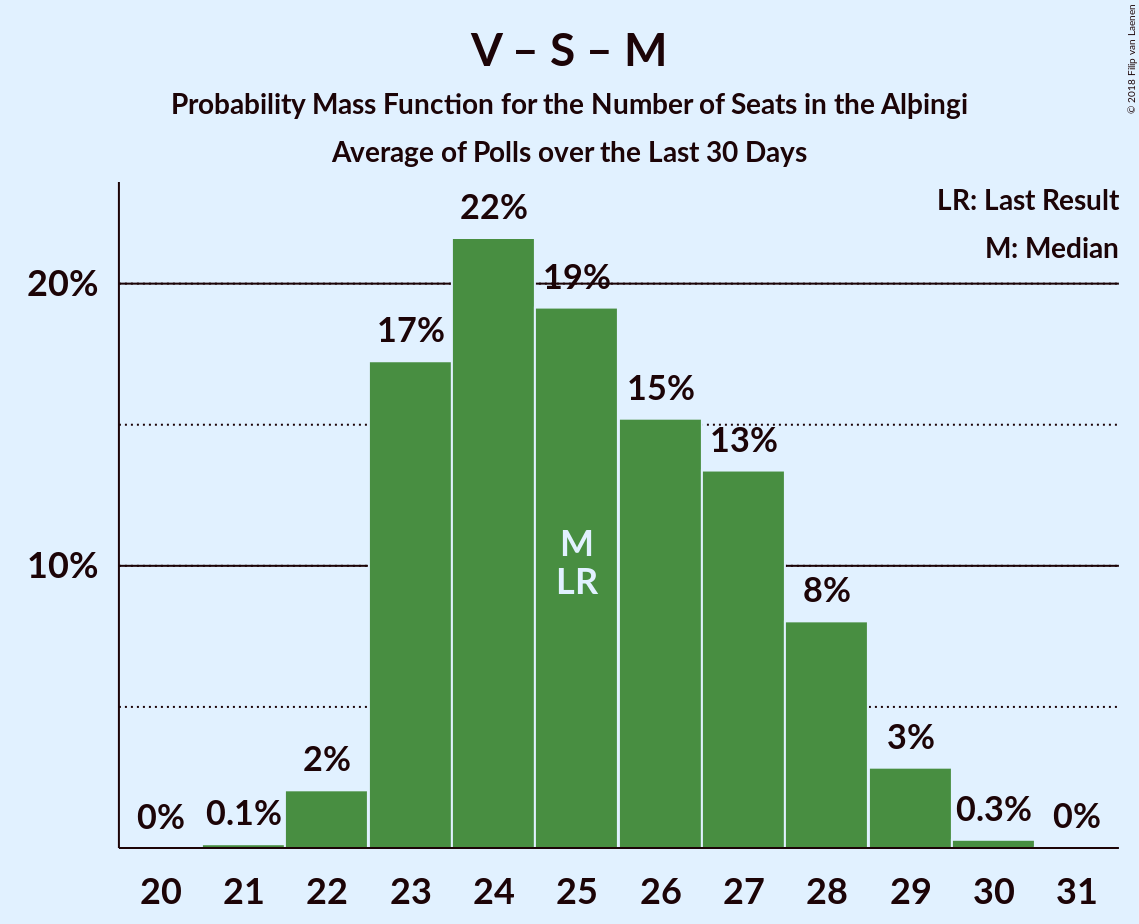 V – S – M
Probability Mass Function for the Number of Seats in the Alþingi
Average of Polls over the Last 30 Days
© 2018 Filip van Laenen
LR: Last Result
M: Median
20%
10%
0%
0.1%
2%
17%
22%
19%
15%
13%
8%
3%
0.3%
0%
M
LR
20 21 22 23 24 25 26 27 28 29 30 31